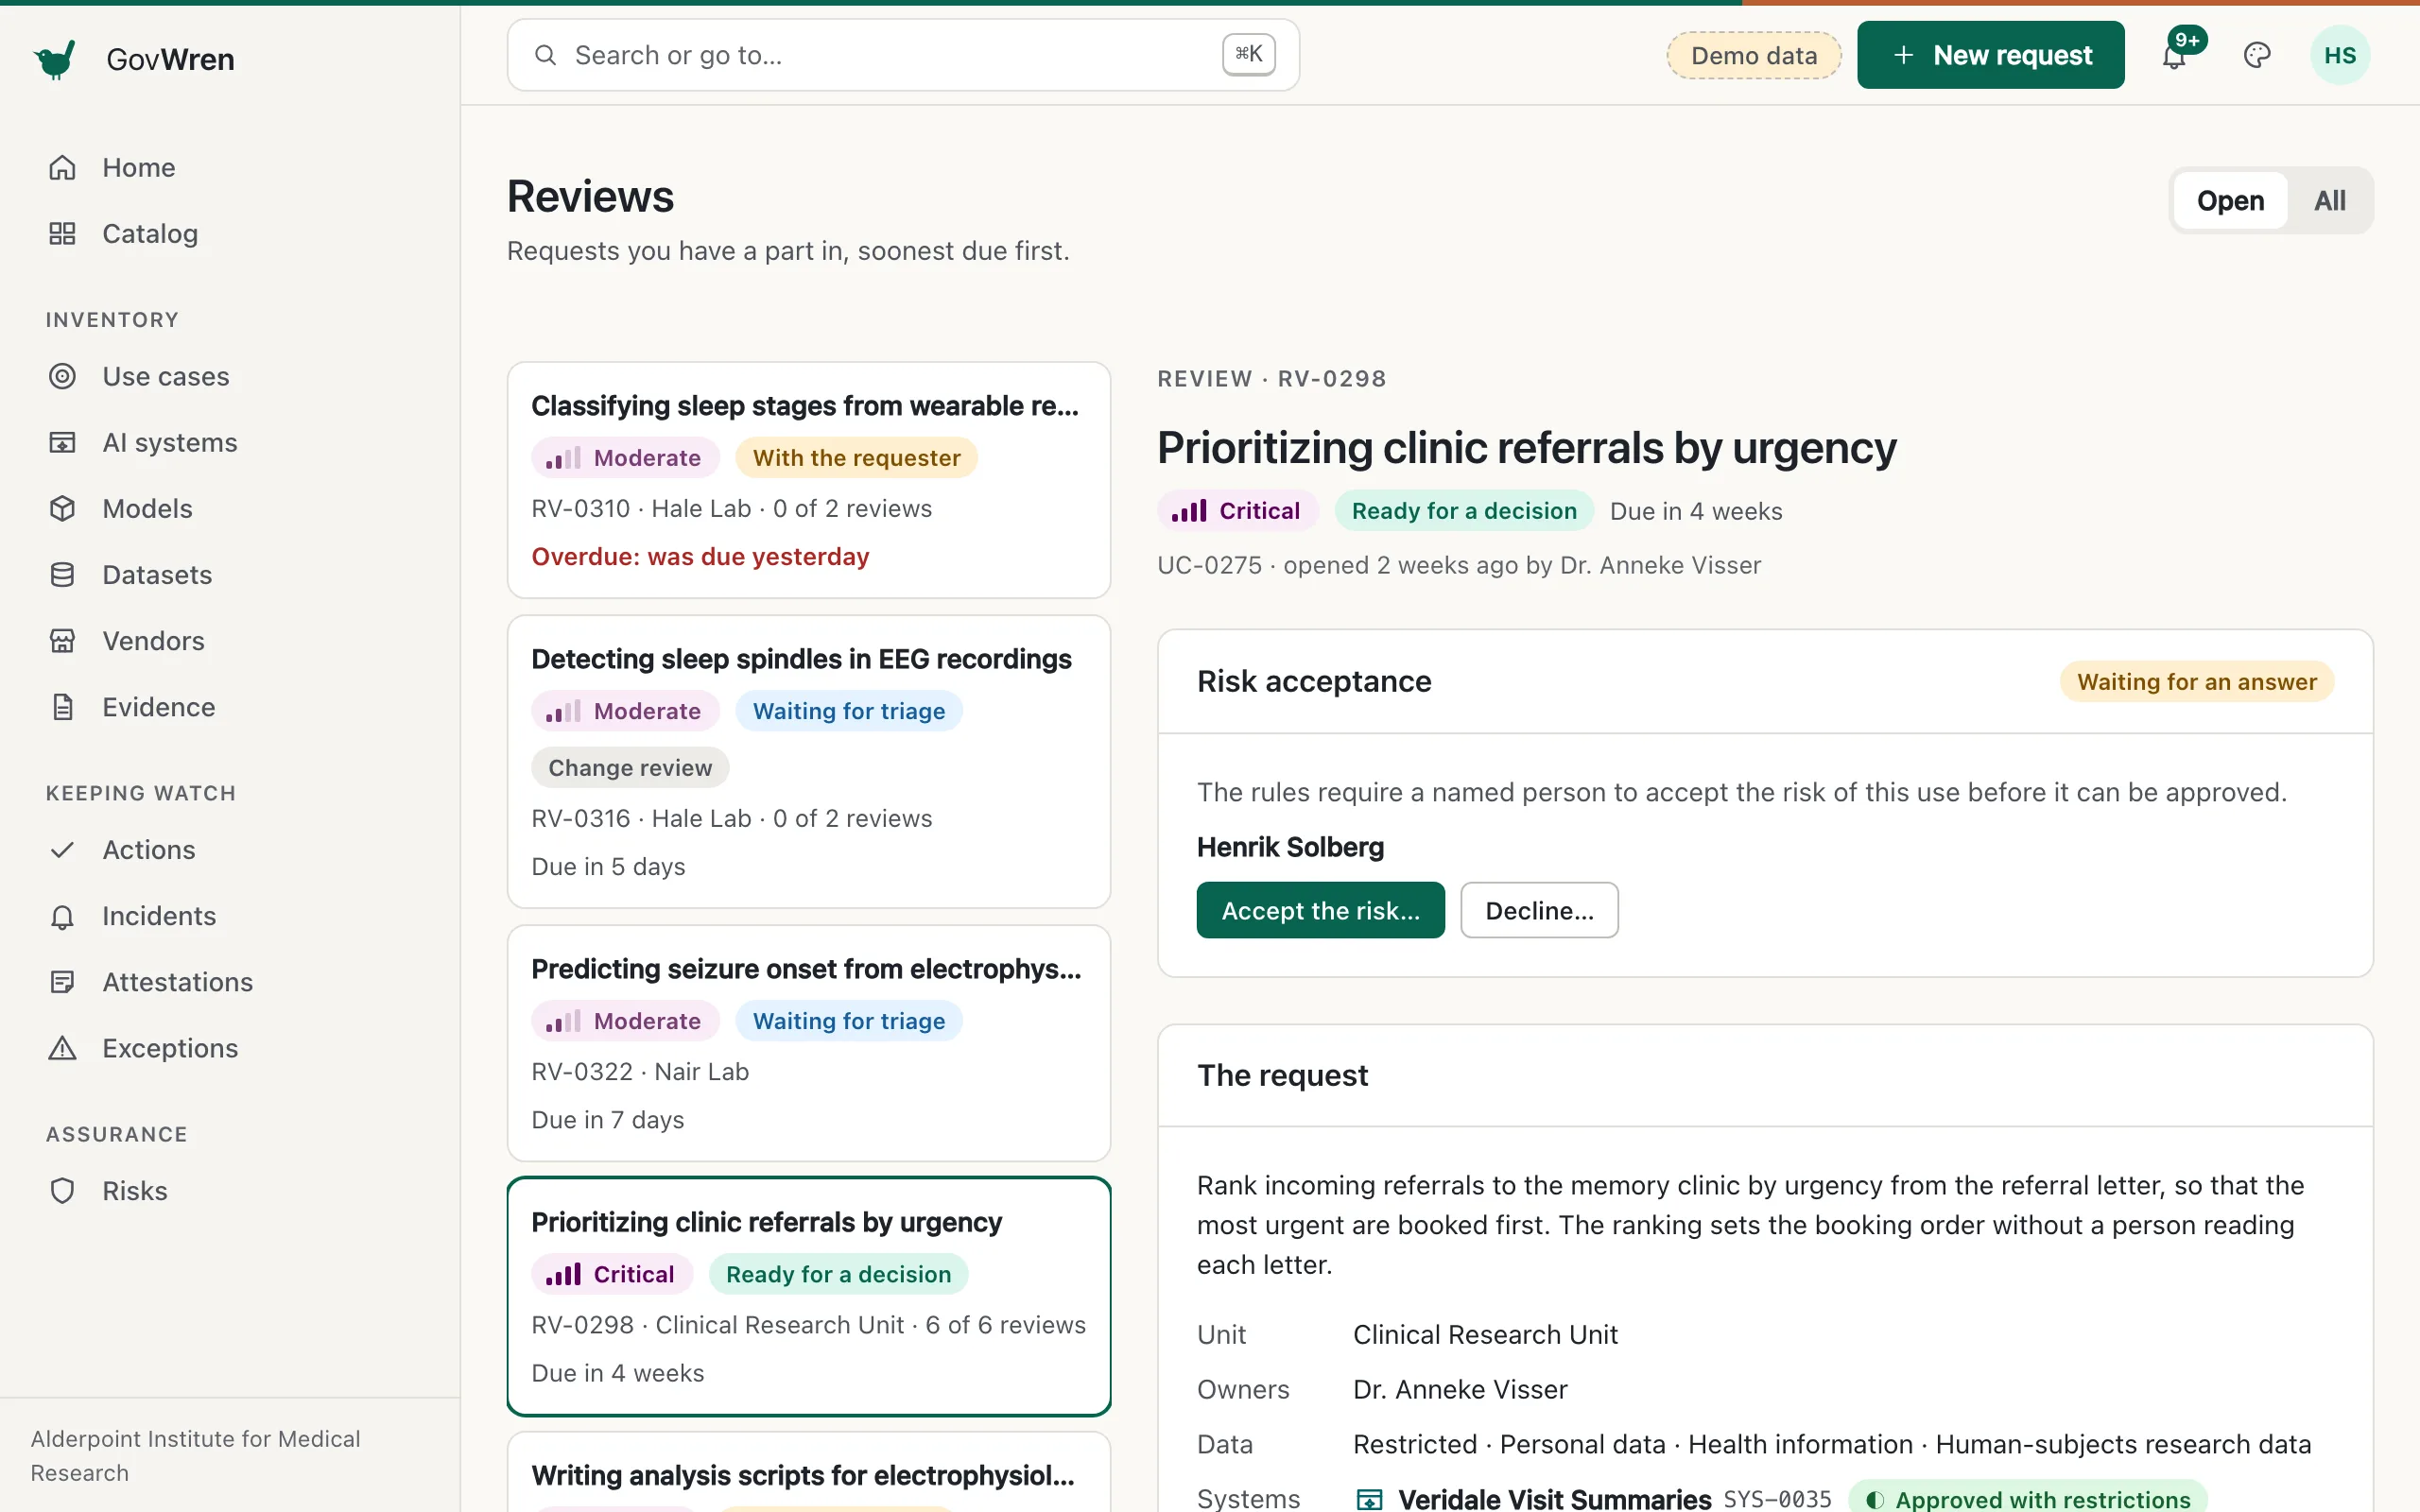 GovWren
Search or go to...
⌘K
Demo data
+ New request
9+
HS
Home
Catalog
INVENTORY
Use cases
AI systems
Models
Datasets
Vendors
Evidence
KEEPING WATCH
Actions
Incidents
Attestations
Exceptions
ASSURANCE
Risks
Alderpoint Institute for Medical
Research
Reviews
Requests you have a part in, soonest due first.
Open
All
Classifying sleep stages from wearable re...
Moderate
With the requester
RV-0310 · Hale Lab · 0 of 2 reviews
Overdue: was due yesterday
Detecting sleep spindles in EEG recordings
Moderate
Waiting for triage
Change review
RV-0316 · Hale Lab · 0 of 2 reviews
Due in 5 days
Predicting seizure onset from electrophys...
Moderate
Waiting for triage
RV-0322 · Nair Lab
Due in 7 days
Prioritizing clinic referrals by urgency
Critical
Ready for a decision
RV-0298 · Clinical Research Unit · 6 of 6 reviews
Due in 4 weeks
Writing analysis scripts for electrophysiol...
REVIEW · RV-0298
Prioritizing clinic referrals by urgency
Critical
Ready for a decision
Due in 4 weeks
UC-0275 · opened 2 weeks ago by Dr. Anneke Visser
Risk acceptance
Waiting for an answer
The rules require a named person to accept the risk of this use before it can be approved.
Henrik Solberg
Accept the risk...
Decline...
The request
Rank incoming referrals to the memory clinic by urgency from the referral letter, so that the
most urgent are booked first. The ranking sets the booking order without a person reading
each letter.
Unit Clinical Research Unit
Owners Dr. Anneke Visser
Data Restricted · Personal data · Health information · Human-subjects research data
Systems Veridale Visit Summaries SYS-0035 Approved with restrictions